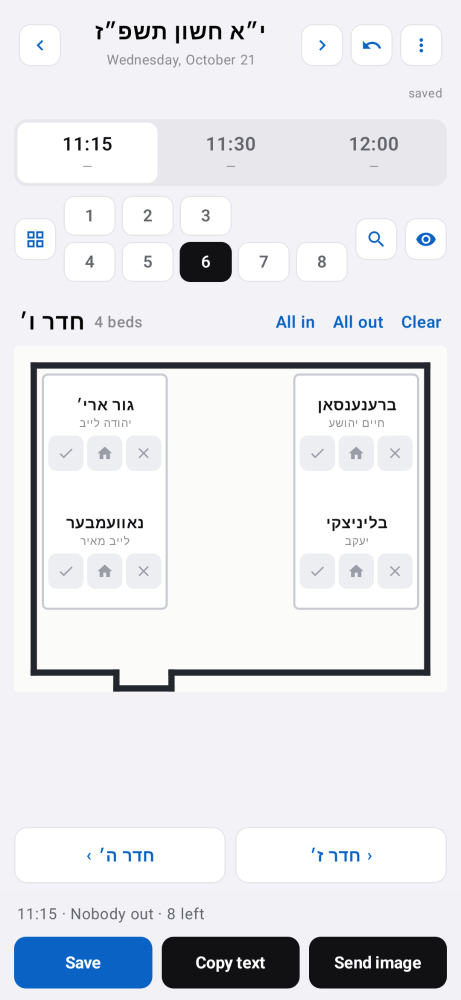 י״א חשון תשפ״ז
Wednesday, October 21
saved
11:15 11:30 12:00
– – –
1 2 3
4 5 6 7 8
חדר ו׳ 4 beds All in All out Clear
גור ארי׳
יהודה לייב
נאוועמבער
לייב מאיר
ברענענסאן
חיים יהושע
בליניצקי
יעקב
‹ חדר ה׳
חדר ז׳ ›
11:15 · Nobody out · 8 left
Save Copy text Send image